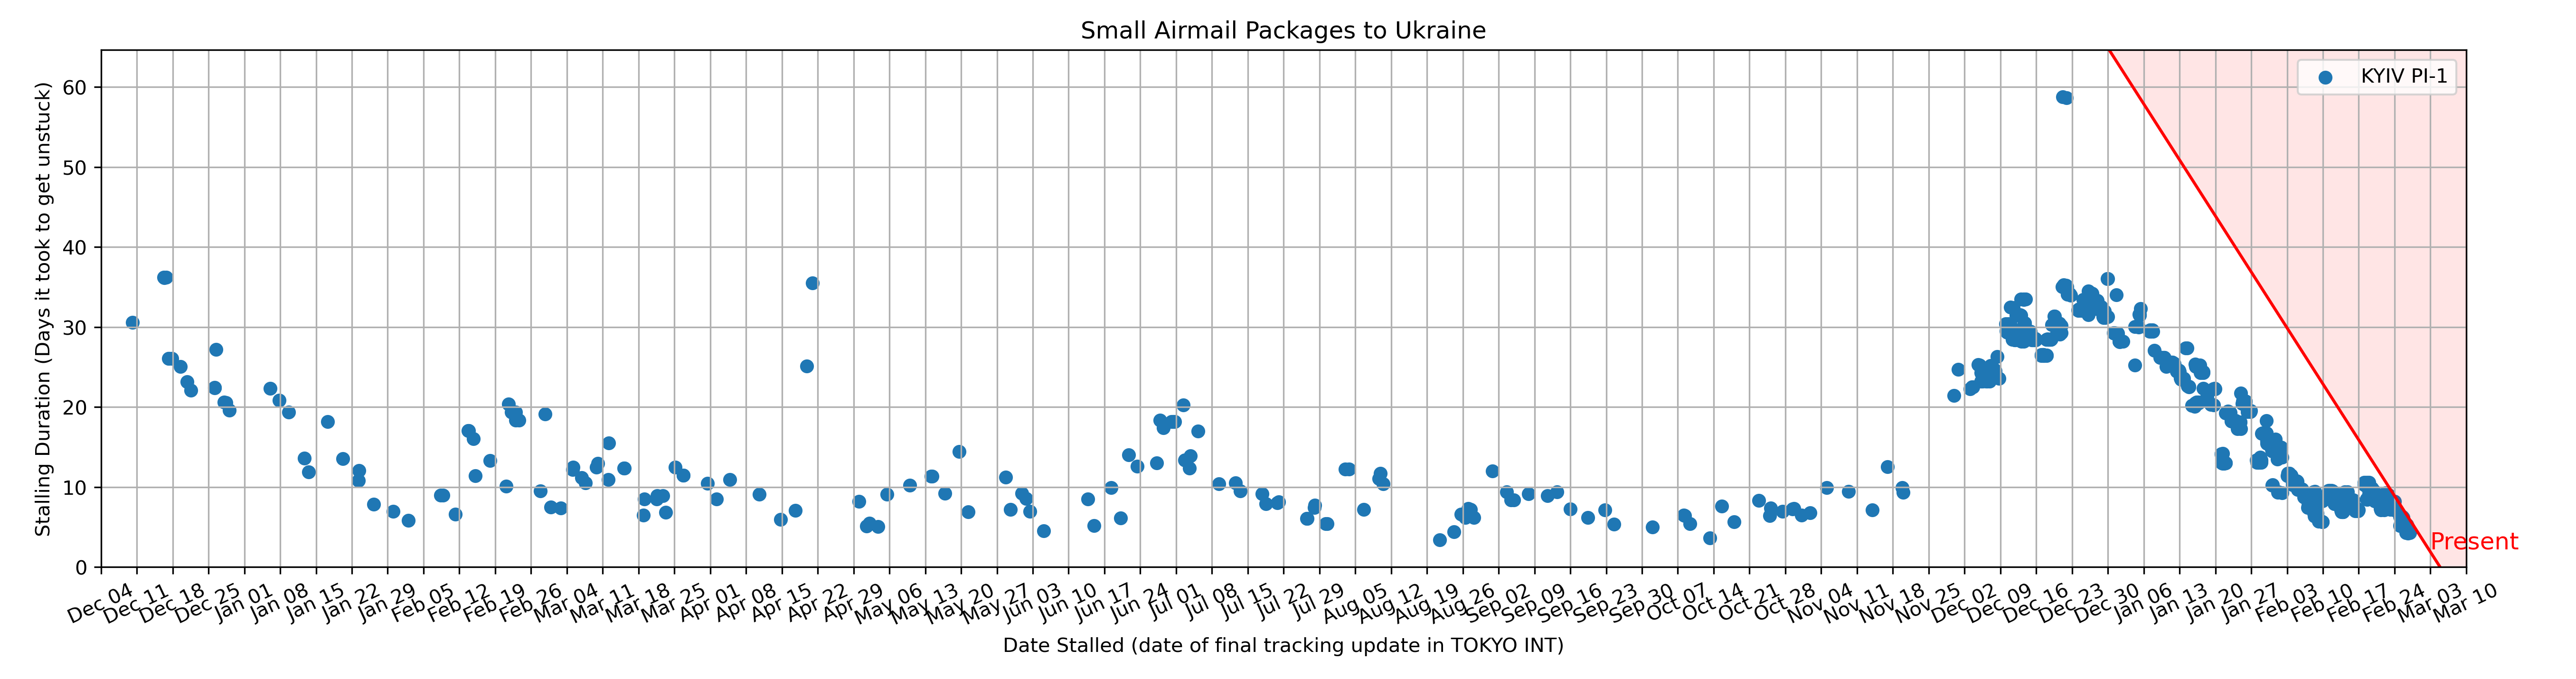 Small Airmail Packages to Ukraine
KYIV PI-1
Stalling Duration (Days it took to get unstuck)
60
50
40
30
20
10
0
Present
Dec 04
Dec 11
Dec 18
Dec 25
Jan 01
Jan 08
Jan 15
Jan 22
Jan 29
Feb 05
Feb 12
Feb 19
Feb 26
Mar 04
Mar 11
Mar 18
Mar 25
Apr 01
Apr 08
Apr 15
Apr 22
Apr 29
May 06
May 13
May 20
May 27
Jun 03
Jun 10
Jun 17
Jun 24
Jul 01
Jul 08
Jul 15
Jul 22
Jul 29
Aug 05
Aug 12
Aug 19
Aug 26
Sep 02
Sep 09
Sep 16
Sep 23
Sep 30
Oct 07
Oct 14
Oct 21
Oct 28
Nov 04
Nov 11
Nov 18
Nov 25
Dec 02
Dec 09
Dec 16
Dec 23
Dec 30
Jan 06
Jan 13
Jan 20
Jan 27
Feb 03
Feb 10
Feb 17
Feb 24
Mar 03
Mar 10
Date Stalled (date of final tracking update in TOKYO INT)